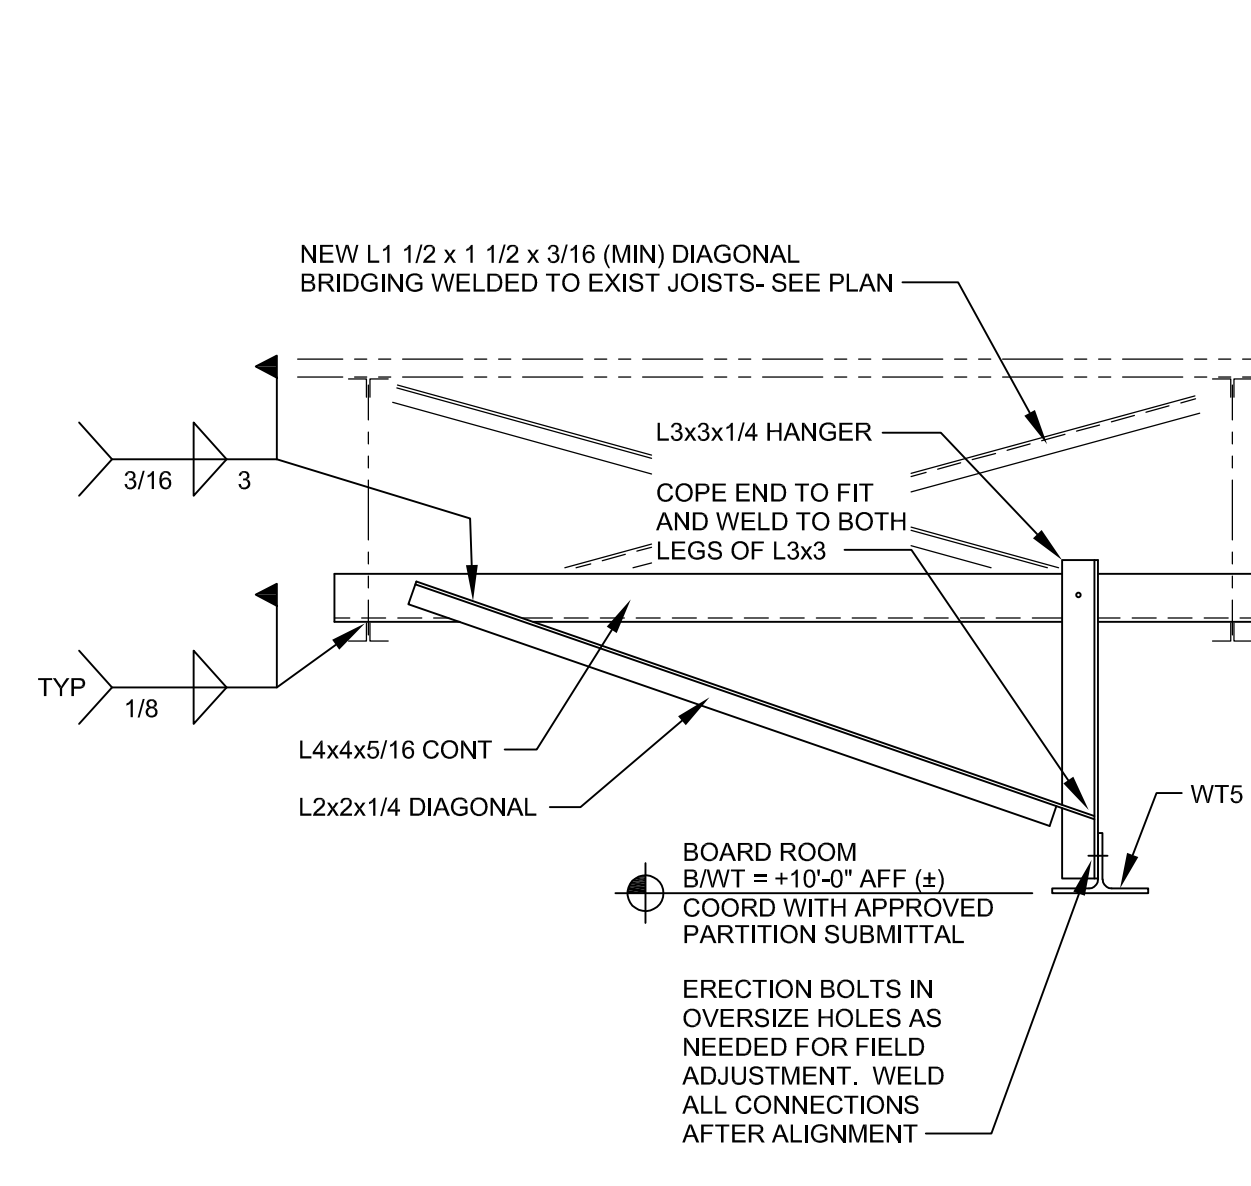 NEW L1 1/2 x 1 1/2 x 3/16 (MIN) DIAGONAL
BRIDGING WELDED TO EXIST JOISTS- SEE PLAN
L3x3x1/4 HANGER
3/16
3
COPE END TO FIT
AND WELD TO BOTH
LEGS OF L3x3
TYP
1/8
L4x4x5/16 CONT
L2x2x1/4 DIAGONAL
WT5
BOARD ROOM
B/WT = +10'-0" AFF (±)
COORD WITH APPROVED
PARTITION SUBMITTAL
ERECTION BOLTS IN
OVERSIZE HOLES AS
NEEDED FOR FIELD
ADJUSTMENT.  WELD
ALL CONNECTIONS
AFTER ALIGNMENT